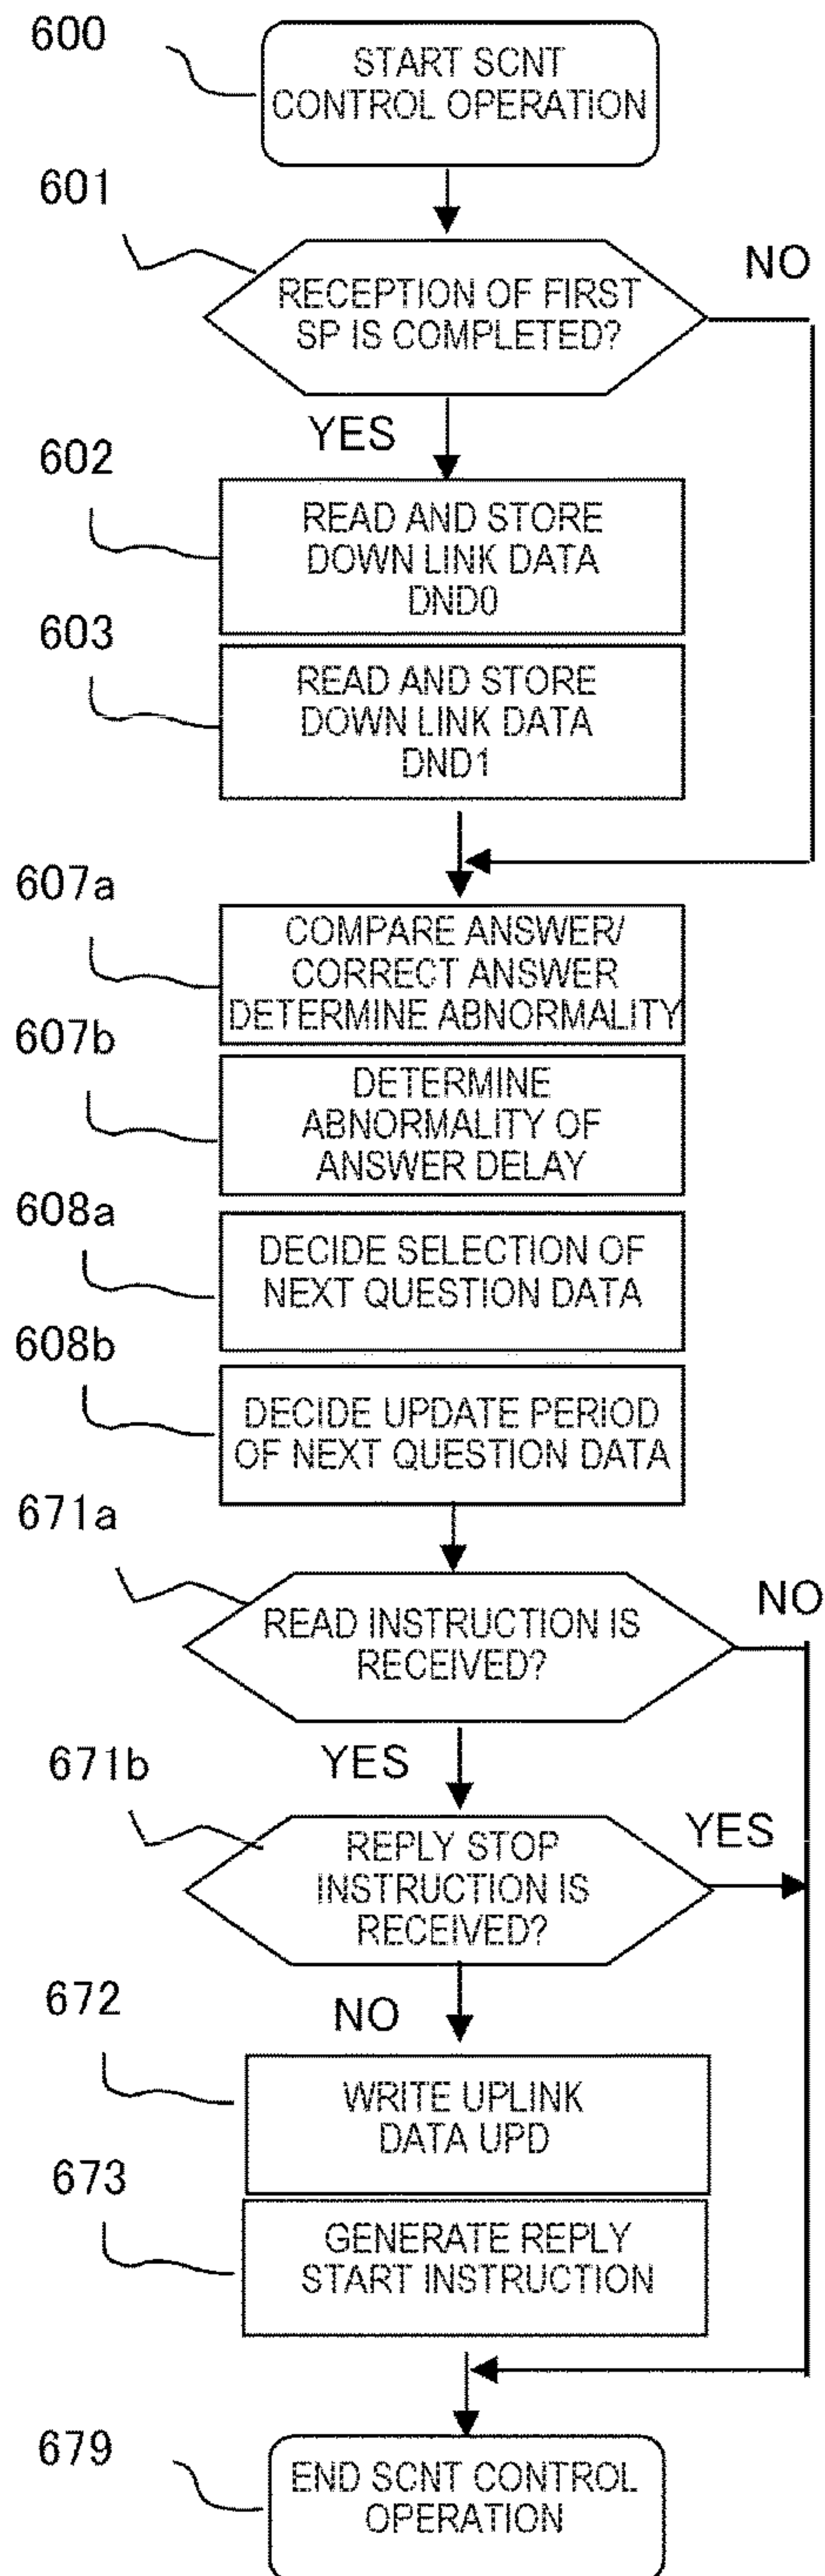 600
START SCNT
CONTROL OPERATION
601
NO
RECEPTION OF FIRST
SP IS COMPLETED?
YES
602
READ AND STORE
DOWN LINK DATA
DND0
603
READ AND STORE
DOWN LINK DATA
DND1
607a
COMPARE ANSWER/
CORRECT ANSWER
DETERMINE ABNORMALITY
607b
DETERMINE
ABNORMALITY OF
ANSWER DELAY
608a
DECIDE SELECTION OF
NEXT QUESTION DATA
608b
DECIDE UPDATE PERIOD
OF NEXT QUESTION DATA
671a
NO
READ INSTRUCTION IS
RECEIVED?
YES
671b
YES
REPLY STOP
INSTRUCTION IS
RECEIVED?
NO
672
WRITE UPLINK
DATA UPD
673
GENERATE REPLY
START INSTRUCTION
679
END SCNT CONTROL
OPERATION